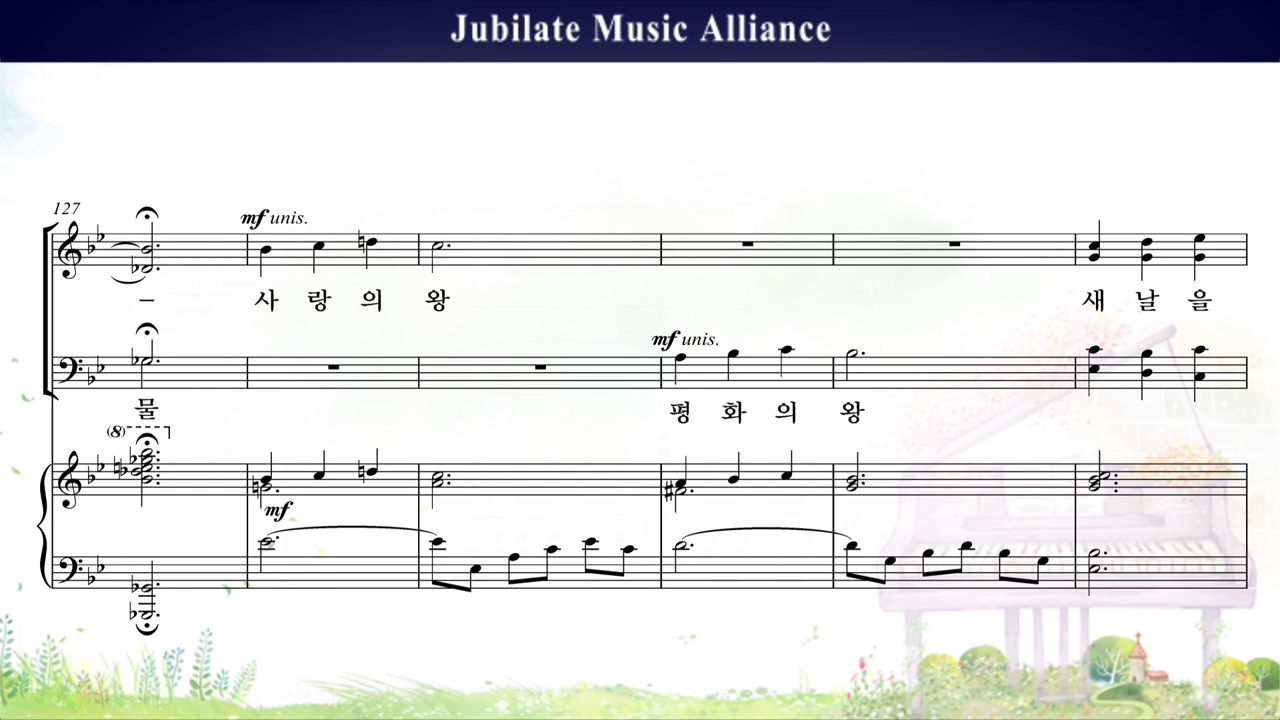 Jubilate Music Alliance
127
mf unis.
– 사 랑 의 왕 새 날 을
mf unis.
물 평 화 의 왕
(8)
mf